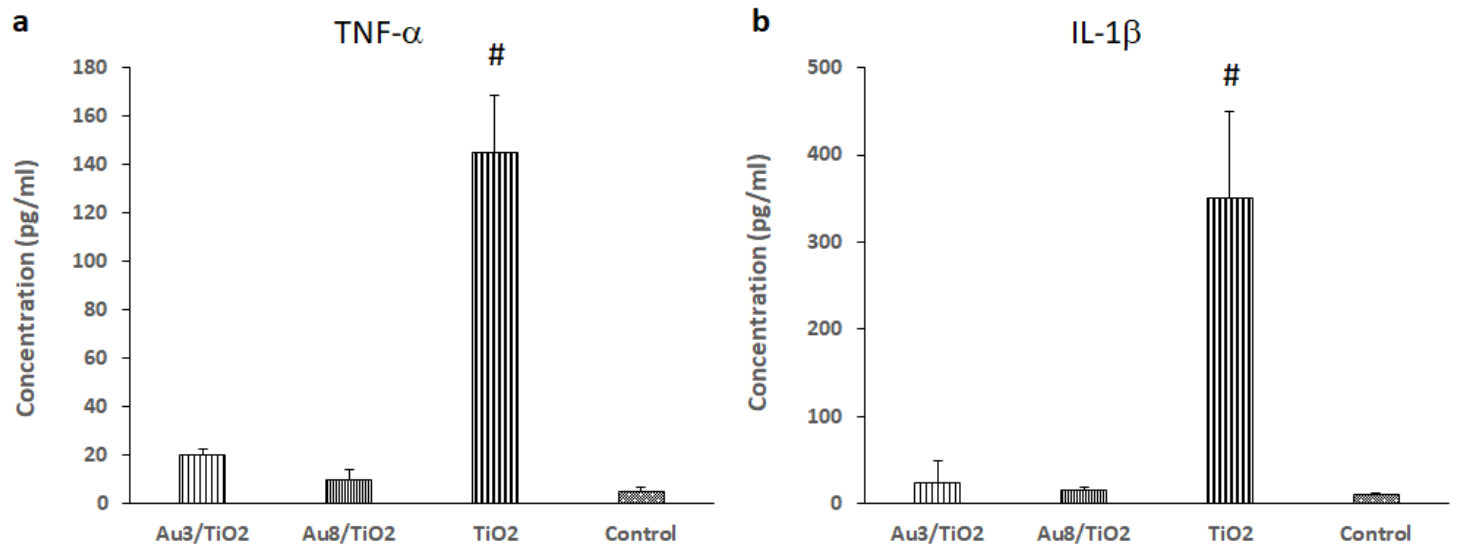 a
TNF-α
#
Concentration (pg/ml)
180
160
140
120
100
80
60
40
20
0
Au3/TiO2 Au8/TiO2 TiO2 Control
b
IL-1β
#
Concentration (pg/ml)
500
400
300
200
100
0
Au3/TiO2 Au8/TiO2 TiO2 Control